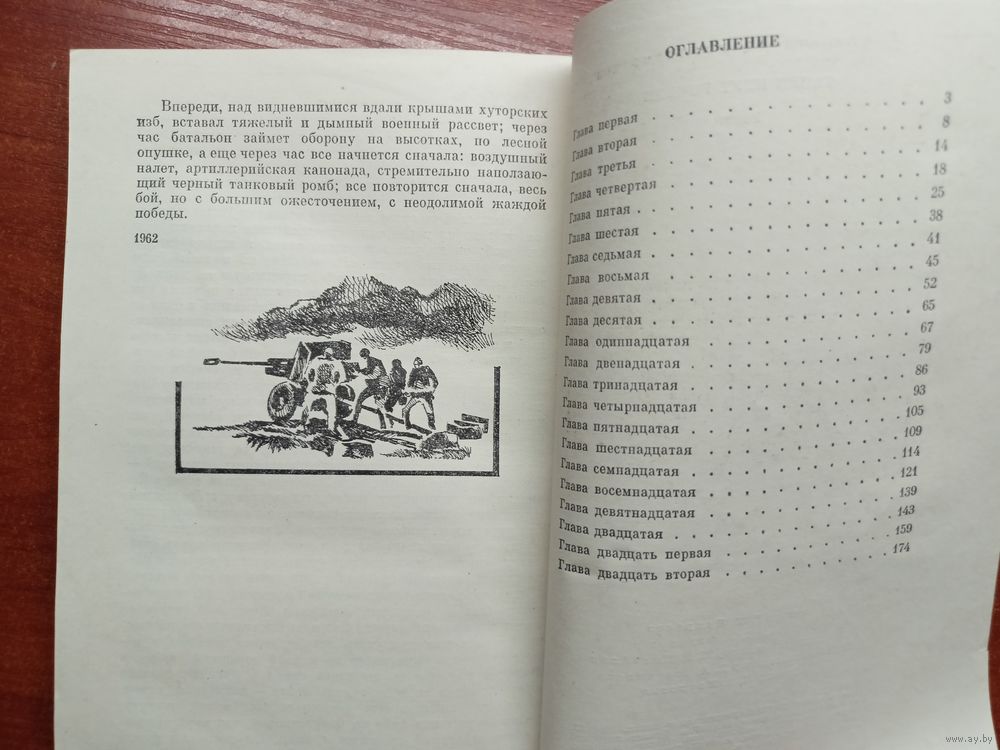 Впереди, над видневшимися вдали крышами хуторских
изб, вставал тяжелый и дымный военный рассвет; через
час батальон займет оборону на высотках, по лесной
опушке, а еще через час все начнется сначала: воздушный
налет, артиллерийская канонада, стремительно наползаю-
щий черный танковый ромб; все повторится сначала, весь
бой, но с большим ожесточением, с неодолимой жаждой
победы.
1962
ОГЛАВЛЕНИЕ
Глава первая . . . . . . . . . . 3
Глава вторая . . . . . . . . . . 8
Глава третья . . . . . . . . . . 14
Глава четвертая . . . . . . . . . . 18
Глава пятая . . . . . . . . . . 25
Глава шестая . . . . . . . . . . 38
Глава седьмая . . . . . . . . . . 41
Глава восьмая . . . . . . . . . . 45
Глава девятая . . . . . . . . . . 52
Глава десятая . . . . . . . . . . 65
Глава одиннадцатая . . . . . . . . . 67
Глава двенадцатая . . . . . . . . . 79
Глава тринадцатая . . . . . . . . . 86
Глава четырнадцатая . . . . . . . . . 93
Глава пятнадцатая . . . . . . . . . 105
Глава шестнадцатая . . . . . . . . . 109
Глава семнадцатая . . . . . . . . . 114
Глава восемнадцатая . . . . . . . . . 121
Глава девятнадцатая . . . . . . . . . 139
Глава двадцатая . . . . . . . . . 143
Глава двадцать первая . . . . . . . . 159
Глава двадцать вторая . . . . . . . . 174
www.ay.by